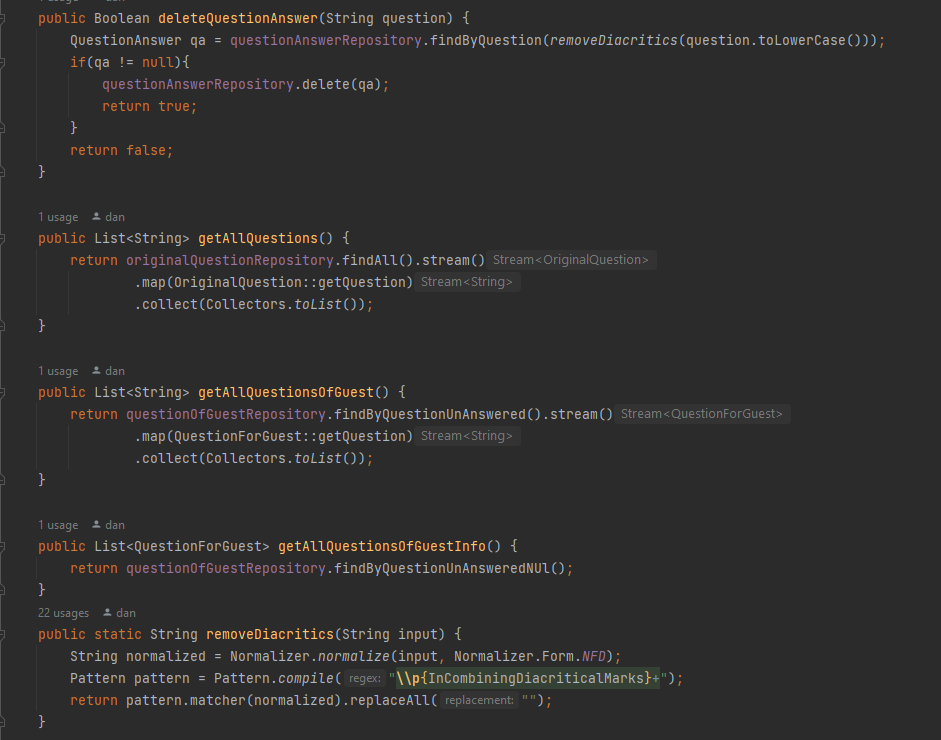 public Boolean deleteQuestionAnswer(String question) {
QuestionAnswer qa = questionAnswerRepository.findByQuestion(removeDiacritics(question.toLowerCase()));
if(qa != null){
questionAnswerRepository.delete(qa);
return true;
}
return false;
}
1 usage dan
public List<String> getAllQuestions() {
return originalQuestionRepository.findAll().stream() Stream<OriginalQuestion>
.map(OriginalQuestion::getQuestion) Stream<String>
.collect(Collectors.toList());
}
1 usage dan
public List<String> getAllQuestionsOfGuest() {
return questionOfGuestRepository.findByQuestionUnAnswered().stream() Stream<QuestionForGuest>
.map(QuestionForGuest::getQuestion) Stream<String>
.collect(Collectors.toList());
}
1 usage dan
public List<QuestionForGuest> getAllQuestionsOfGuestInfo() {
return questionOfGuestRepository.findByQuestionUnAnsweredNUl();
}
22 usages dan
public static String removeDiacritics(String input) {
String normalized = Normalizer.normalize(input, Normalizer.Form.NFD);
Pattern pattern = Pattern.compile( regex: "\\p{InCombiningDiacriticalMarks}+");
return pattern.matcher(normalized).replaceAll( replacement: "");
}